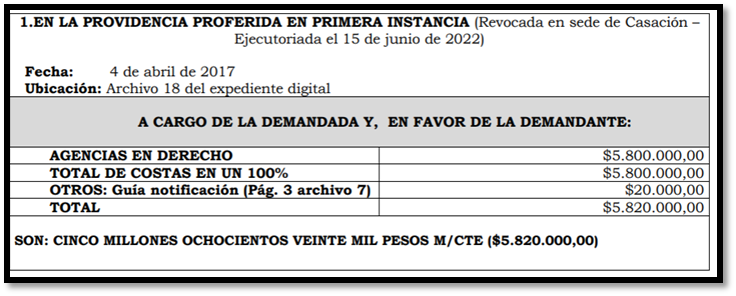 1.EN LA PROVIDENCIA PROFERIDA EN PRIMERA INSTANCIA (Revocada en sede de Casación –
Ejecutoriada el 15 de junio de 2022)
Fecha: 4 de abril de 2017
Ubicación: Archivo 18 del expediente digital
A CARGO DE LA DEMANDADA Y, EN FAVOR DE LA DEMANDANTE:
AGENCIAS EN DERECHO $5.800.000,00
TOTAL DE COSTAS EN UN 100% $5.800.000,00
OTROS: Guía notificación (Pág. 3 archivo 7) $20.000,00
TOTAL $5.820.000,00
SON: CINCO MILLONES OCHOCIENTOS VEINTE MIL PESOS M/CTE ($5.820.000,00)